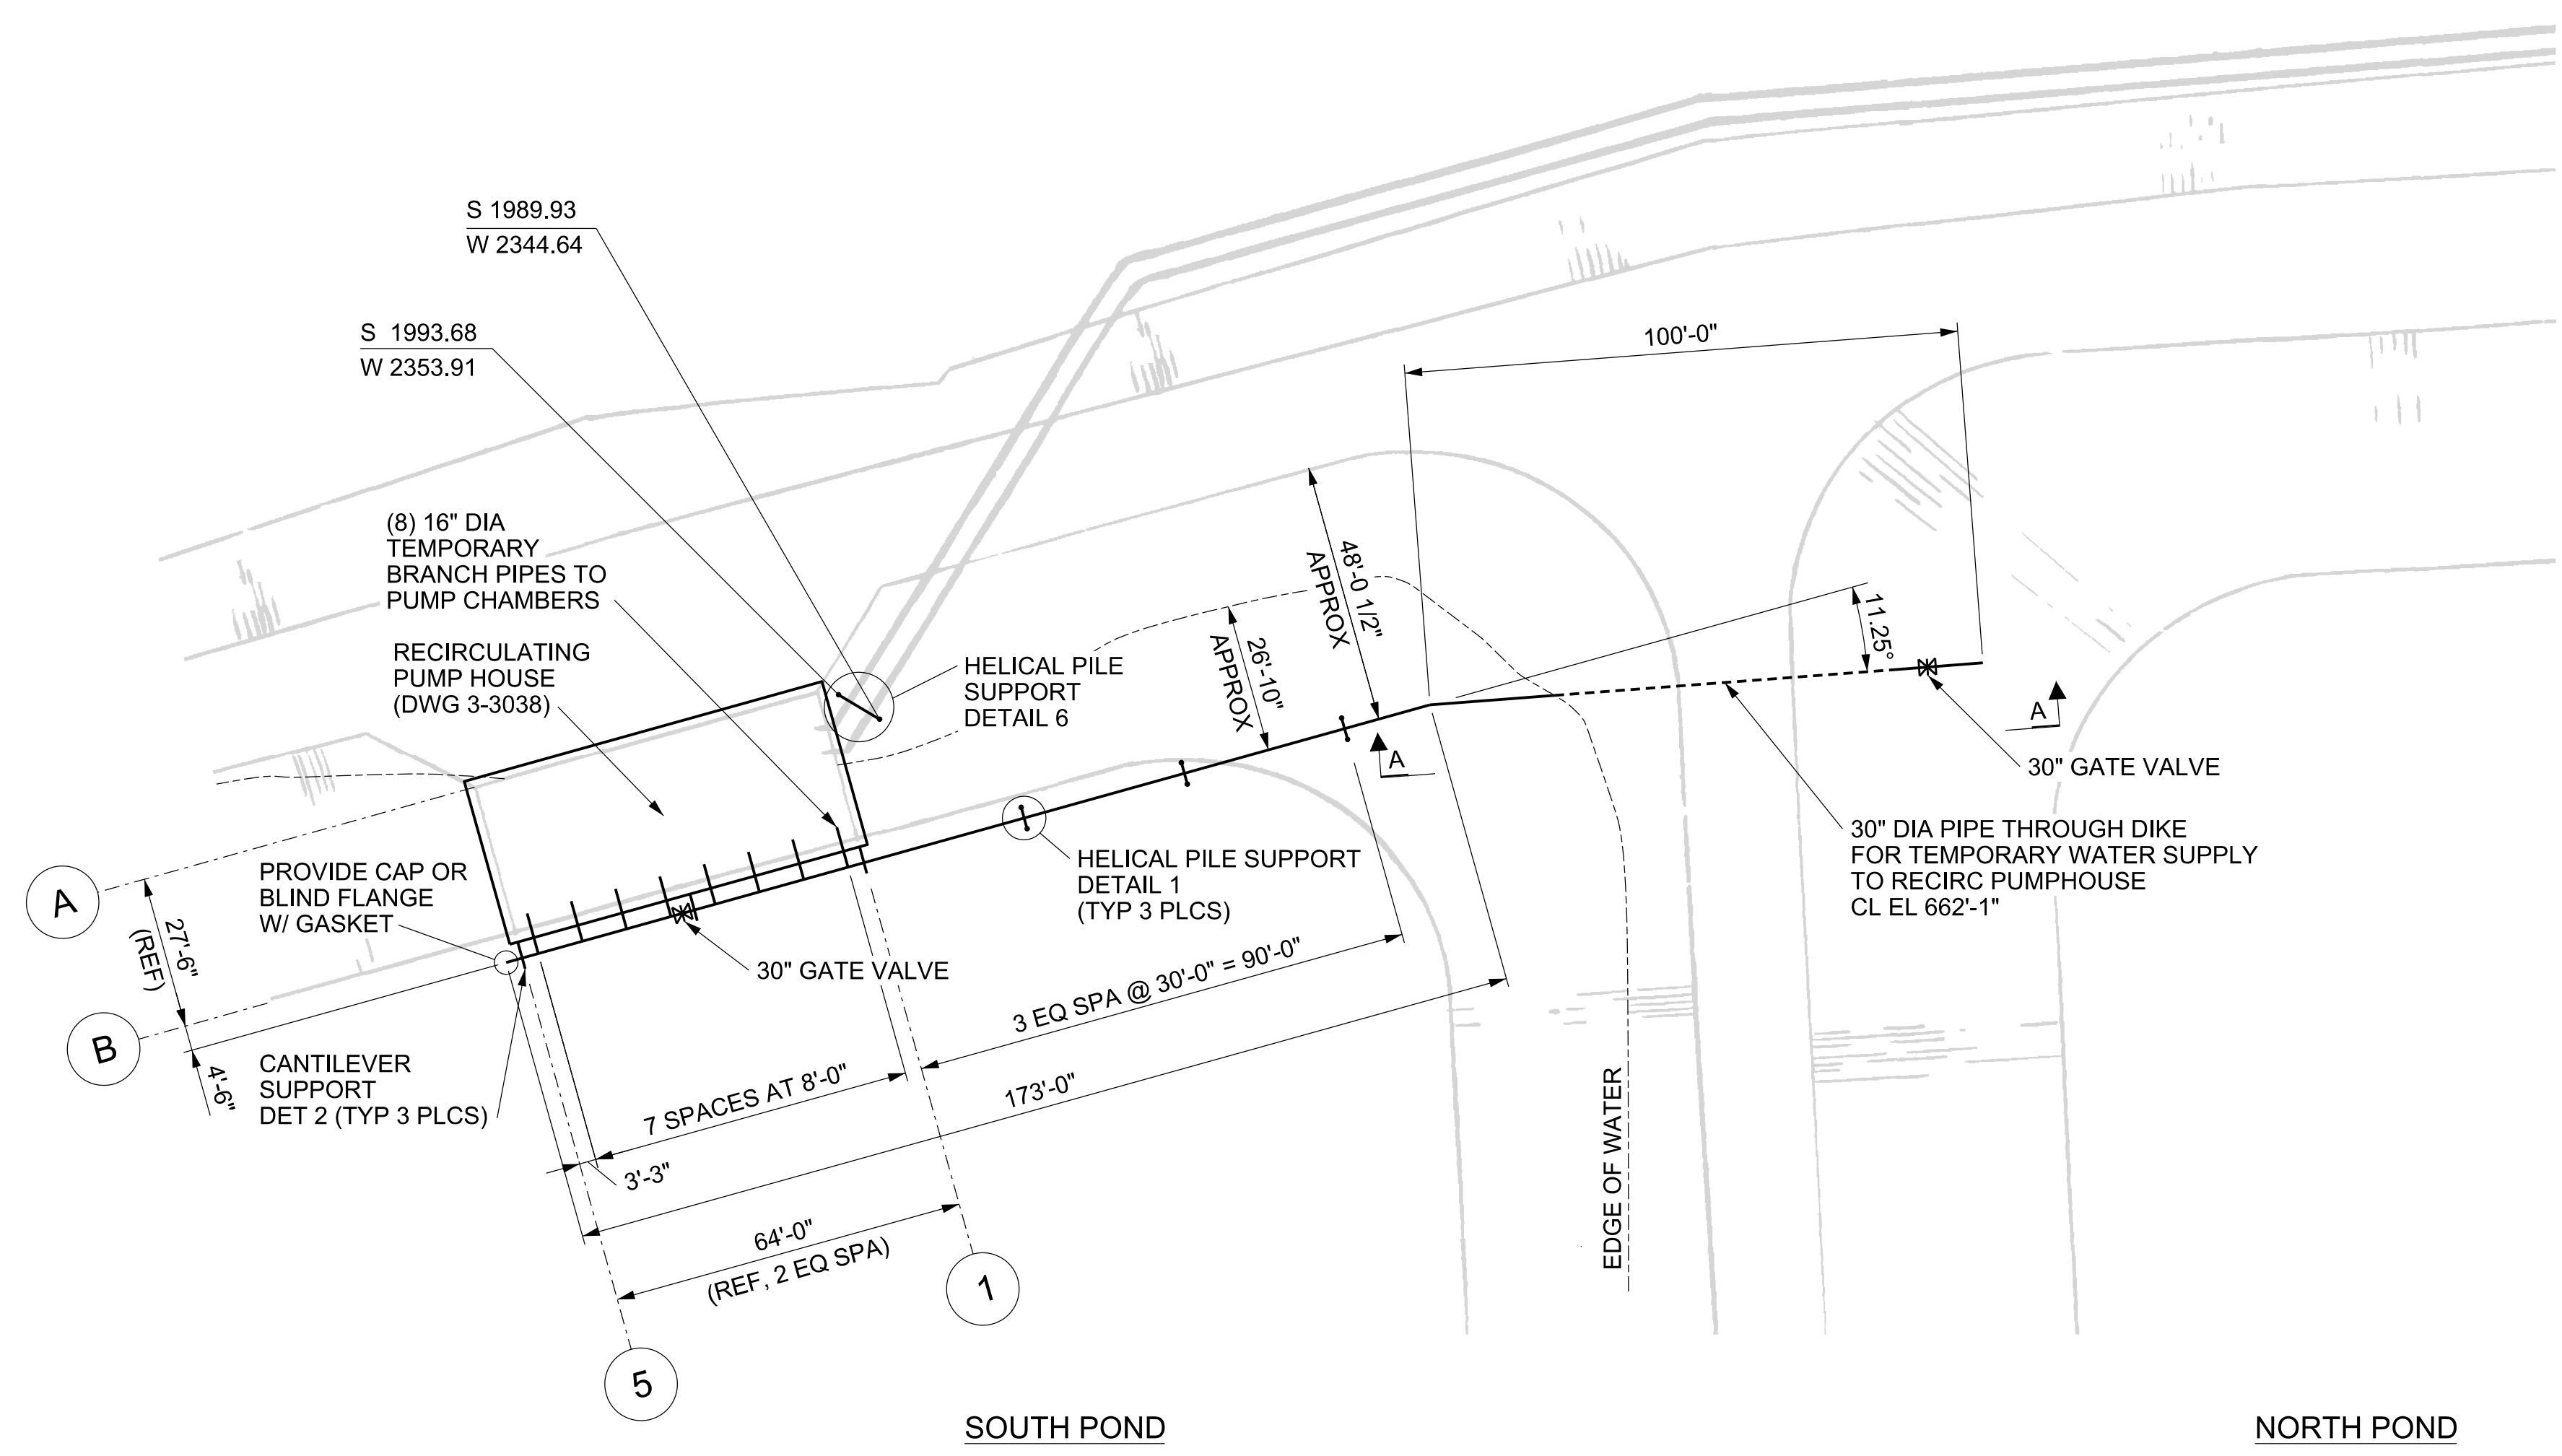 S 1989.93
W 2344.64
S 1993.68
W 2353.91
100'-0"
(8) 16" DIA
TEMPORARY
BRANCH PIPES TO
PUMP CHAMBERS
48'-0 1/2"
APPROX
11.25°
RECIRCULATING
PUMP HOUSE
(DWG 3-3038)
HELICAL PILE
SUPPORT
DETAIL 6
26'-10"
APPROX
A
A
30" GATE VALVE
30" DIA PIPE THROUGH DIKE
FOR TEMPORARY WATER SUPPLY
TO RECIRC PUMPHOUSE
CL EL 662'-1"
HELICAL PILE SUPPORT
DETAIL 1
(TYP 3 PLCS)
PROVIDE CAP OR
BLIND FLANGE
W/ GASKET
A
27'-6"
(REF)
30" GATE VALVE
3 EQ SPA @ 30'-0" = 90'-0"
B
4'-6"
CANTILEVER
SUPPORT
DET 2 (TYP 3 PLCS)
7 SPACES AT 8'-0"
173'-0"
3'-3"
EDGE OF WATER
64'-0"
(REF, 2 EQ SPA)
1
5
SOUTH POND
NORTH POND